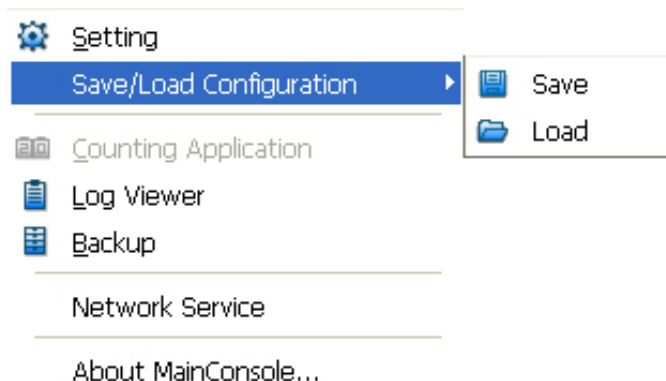 Setting
Save/Load Configuration
Save
Load
Counting Application
Log Viewer
Backup
Network Service
About MainConsole...